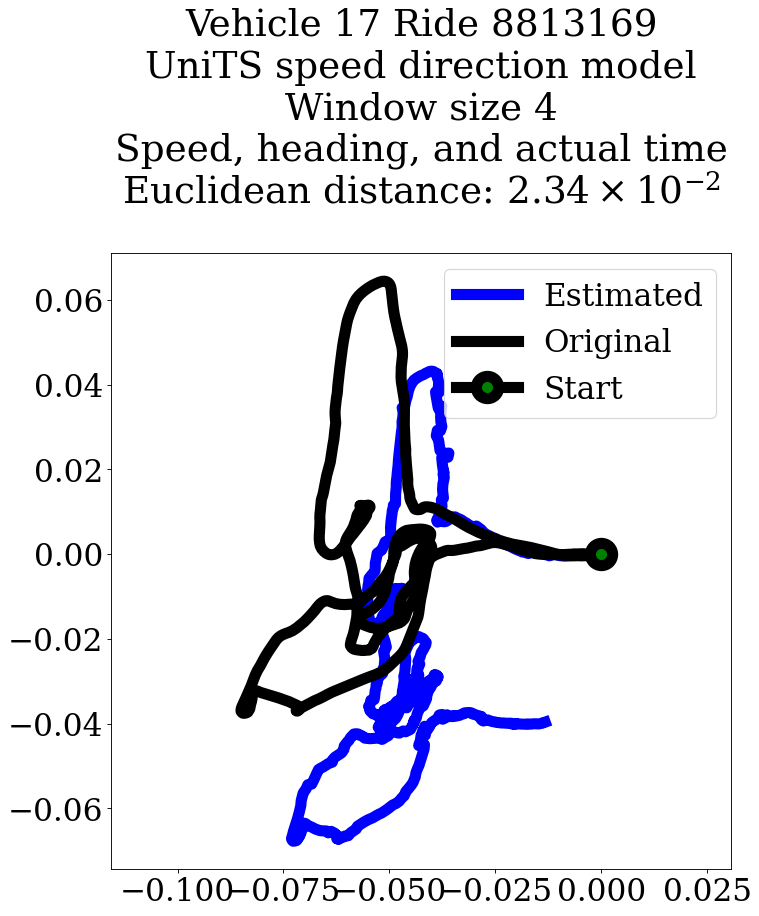 Vehicle 17 Ride 8813169
UniTS speed direction model
Window size 4
Speed, heading, and actual time
Euclidean distance: 2.34 × 10⁻²
Estimated
Original
Start
0.06
0.04
0.02
0.00
−0.02
−0.04
−0.06
−0.100 −0.075 −0.050 −0.025 0.000 0.025